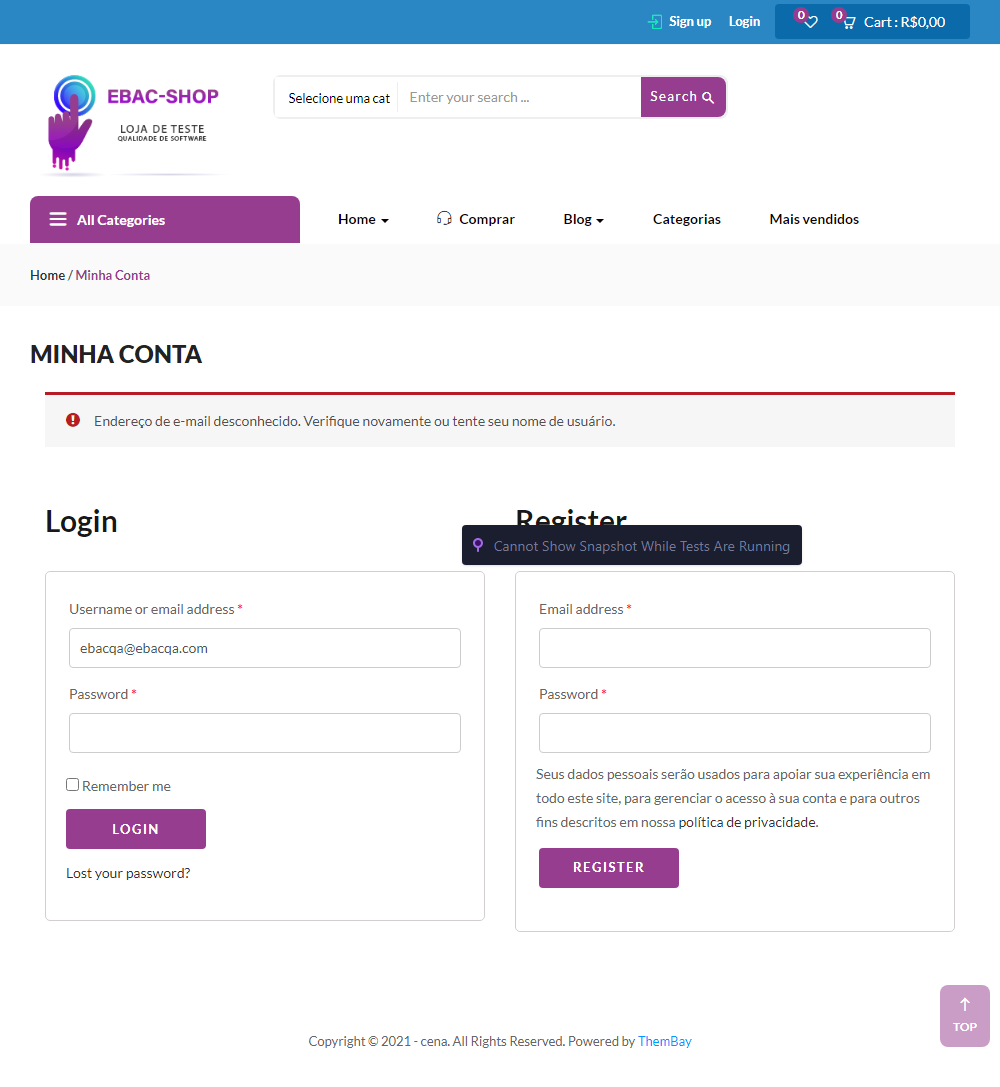 Sign up
Login
0
0
Cart : R$0,00
EBAC-SHOP
LOJA DE TESTE
QUALIDADE DE SOFTWARE
Selecione uma cat
Enter your search ...
Search
All Categories
Home
Comprar
Blog
Categorias
Mais vendidos
Home / Minha Conta
MINHA CONTA
Endereço de e-mail desconhecido. Verifique novamente ou tente seu nome de usuário.
Login
Register
Cannot Show Snapshot While Tests Are Running
Username or email address *
ebacqa@ebacqa.com
Password *
Remember me
LOGIN
Lost your password?
Email address *
Password *
Seus dados pessoais serão usados para apoiar sua experiência em
todo este site, para gerenciar o acesso à sua conta e para outros
fins descritos em nossa política de privacidade.
REGISTER
TOP
Copyright © 2021 - cena. All Rights Reserved. Powered by ThemBay